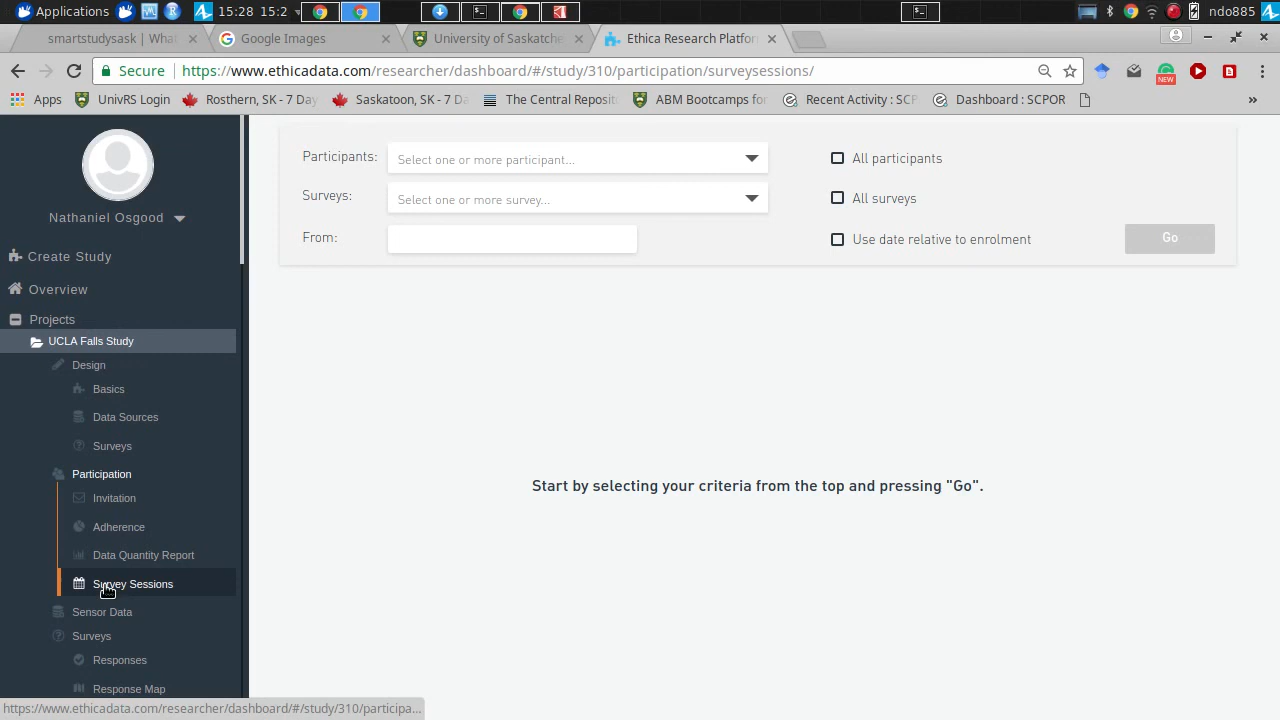 Applications 15:28 15:2 ndo885
smartstudysask | What Google Images University of Saskatche Ethica Research Platfor
Secure https://www.ethicadata.com/researcher/dashboard/#/study/310/participation/surveysessions/
NEW
Apps UnivRS Login Rosthern, SK - 7 Day Saskatoon, SK - 7 Da The Central Reposit ABM Bootcamps for Recent Activity : SCP Dashboard : SCPOR »
Nathaniel Osgood
Create Study
Overview
Projects
UCLA Falls Study
Design
Basics
Data Sources
Surveys
Participation
Invitation
Adherence
Data Quantity Report
Survey Sessions
Sensor Data
Surveys
Responses
Response Map
Participants: Select one or more participant... All participants
Surveys: Select one or more survey... All surveys
From: Use date relative to enrolment Go
Start by selecting your criteria from the top and pressing "Go".
https://www.ethicadata.com/researcher/dashboard/#/study/310/participa...